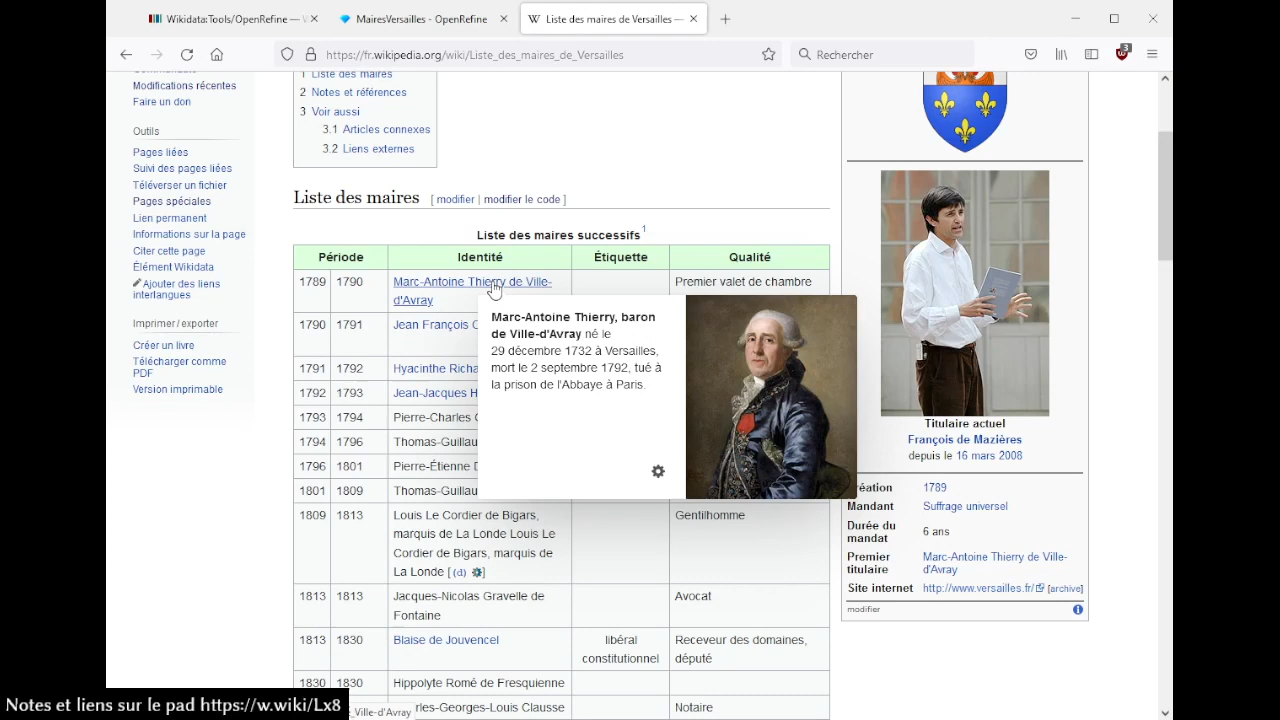 Wikidata:Tools/OpenRefine —
MairesVersailles - OpenRefine
Liste des maires de Versailles —
https://fr.wikipedia.org/wiki/Liste_des_maires_de_Versailles
Rechercher
3
Modifications récentes
Faire un don
Outils
Pages liées
Suivi des pages liées
Téléverser un fichier
Pages spéciales
Lien permanent
Informations sur la page
Citer cette page
Élément Wikidata
Ajouter des liens
interlangues
Imprimer / exporter
Créer un livre
Télécharger comme
PDF
Version imprimable
1 Liste des maires
2 Notes et références
3 Voir aussi
3.1 Articles connexes
3.2 Liens externes
Liste des maires [ modifier | modifier le code ]
Liste des maires successifs 1
Période Identité Étiquette Qualité
1789 1790 Marc-Antoine Thierry de Ville-
d'Avray
Premier valet de chambre
1790 1791 Jean François
1791 1792 Hyacinthe Richa
1792 1793 Jean-Jacques H
1793 1794 Pierre-Charles
1794 1796 Thomas-Guillau
1796 1801 Pierre-Étienne D
1801 1809 Thomas-Guillau
Marc-Antoine Thierry, baron
de Ville-d'Avray né le
29 décembre 1732 à Versailles,
mort le 2 septembre 1792, tué à
la prison de l'Abbaye à Paris.
1809 1813 Louis Le Cordier de Bigars,
marquis de La Londe Louis Le
Cordier de Bigars, marquis de
La Londe [ (d) ]
Gentilhomme
1813 1813 Jacques-Nicolas Gravelle de
Fontaine
Avocat
1813 1830 Blaise de Jouvencel
libéral
constitutionnel
Receveur des domaines,
député
1830 1830 Hippolyte Romé de Fresquienne
rles-Georges-Louis Clausse
Notaire
Titulaire actuel
François de Mazières
depuis le 16 mars 2008
réation 1789
Mandant Suffrage universel
Durée du
mandat
6 ans
Premier
titulaire
Marc-Antoine Thierry de Ville-
d'Avray
Site internet http://www.versailles.fr/ [archive]
modifier
_Ville-d'Avray
Notes et liens sur le pad https://w.wiki/Lx8